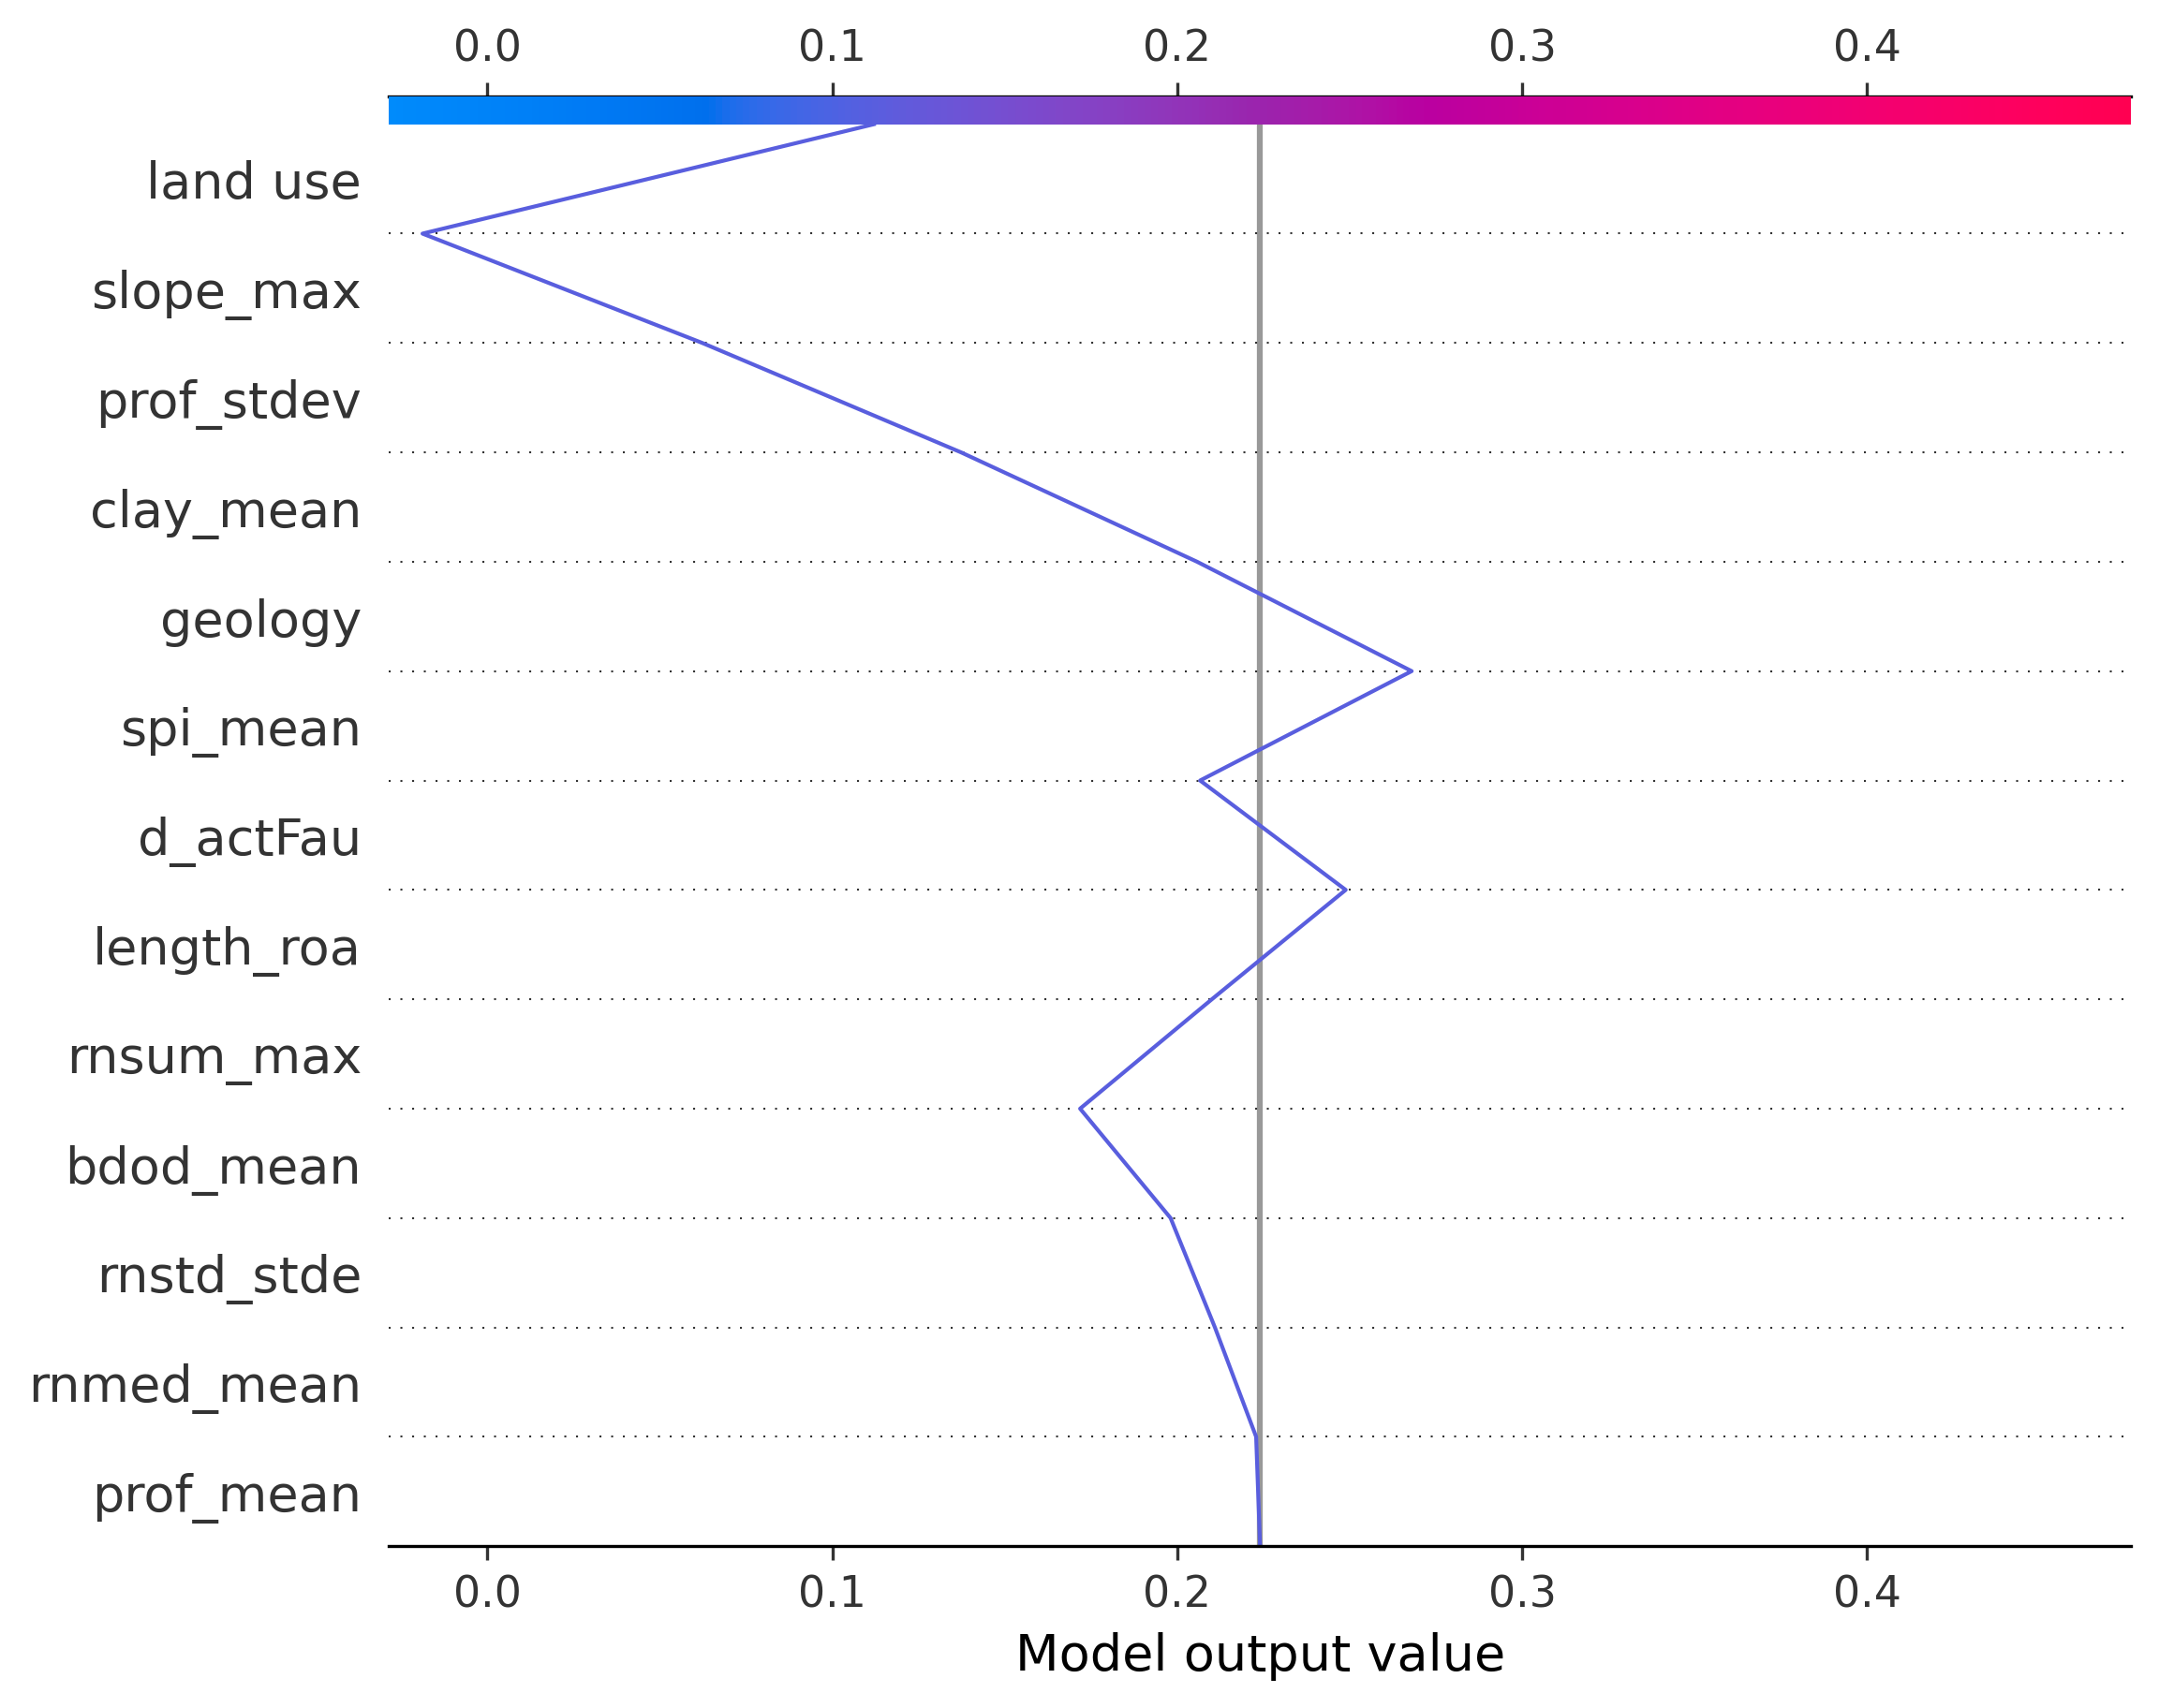 0.0 0.1 0.2 0.3 0.4
land use
slope_max
prof_stdev
clay_mean
geology
spi_mean
d_actFau
length_roa
rnsum_max
bdod_mean
rnstd_stde
rnmed_mean
prof_mean
0.0 0.1 0.2 0.3 0.4
Model output value